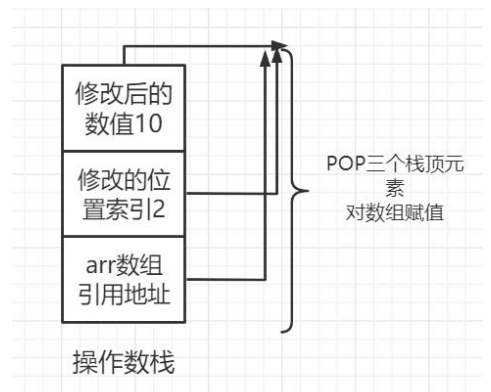 修改后的
数值10
修改的位
置索引2
arr数组
引用地址
POP三个栈顶元
素
对数组赋值
操作数栈